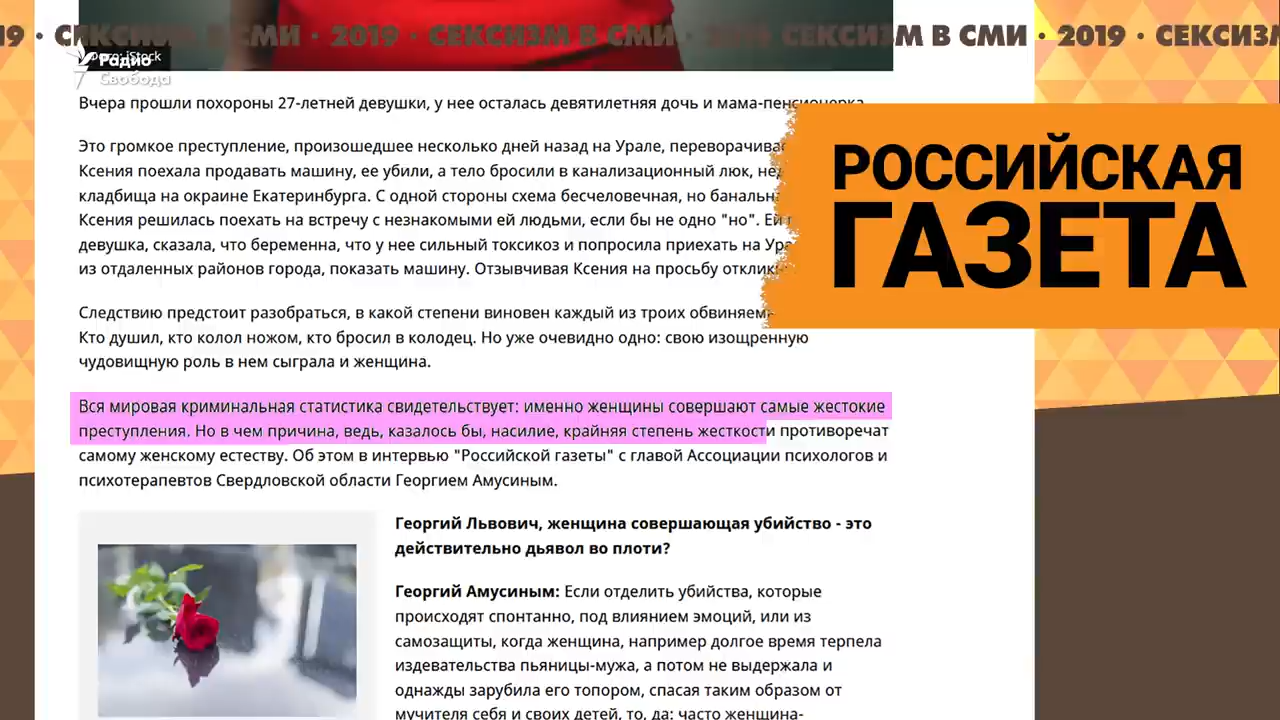 19 · СЕКСИЗМ В СМИ · 2019 · СЕКСИЗМ В СМИ · 2019 · СЕКСИЗМ В СМИ · 2019 · СЕКСИЗМ
Фото: iStock
Радио
Свобода
Вчера прошли похороны 27-летней девушки, у нее осталась девятилетняя дочь и мама-пенсионерка.
РОССИЙСКАЯ
ГАЗЕТА
Это громкое преступление, произошедшее несколько дней назад на Урале,
Ксения поехала продавать машину, ее убили, а тело бросили в канализационный люк,
кладбища на окраине Екатеринбурга. С одной стороны схема бесчеловечная, но
Ксения решилась поехать на встречу с незнакомыми ей людьми, если бы не одно "но".
девушка, сказала, что беременна, что у нее сильный токсикоз и попросила приехать на
из отдаленных районов города, показать машину. Отзывчивая Ксения на просьбу
Следствию предстоит разобраться, в какой степени виновен каждый из троих
Кто душил, кто колол ножом, кто бросил в колодец. Но уже очевидно одно: свою изощренную
чудовищную роль в нем сыграла и женщина.
Вся мировая криминальная статистика свидетельствует: именно женщины совершают самые жестокие
преступления. Но в чем причина, ведь, казалось бы, насилие, крайняя степень жесткости противоречат
самому женскому естеству. Об этом в интервью "Российской газеты" с главой Ассоциации психологов и
психотерапевтов Свердловской области Георгием Амусиным.
Георгий Львович, женщина совершающая убийство - это
действительно дьявол во плоти?
Георгий Амусиным: Если отделить убийства, которые
происходят спонтанно, под влиянием эмоций, или из
самозащиты, когда женщина, например долгое время терпела
издевательства пьяницы-мужа, а потом не выдержала и
однажды зарубила его топором, спасая таким образом от
мучителя себя и своих детей, то, да: часто женщина-